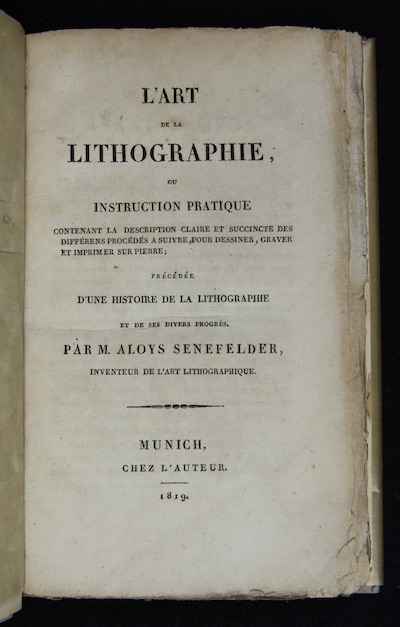 L'ART
DE LA
LITHOGRAPHIE,
OU
INSTRUCTION PRATIQUE
CONTENANT LA DESCRIPTION CLAIRE ET SUCCINCTE DES
DIFFÉRENS PROCÉDÉS A SUIVRE, POUR DESSINER, GRAVER
ET IMPRIMER SUR PIERRE;
PRÉCÉDÉE
D'UNE HISTOIRE DE LA LITHOGRAPHIE
ET DE SES DIVERS PROGRÉS.
PAR M. ALOYS SENEFELDER,
INVENTEUR DE L'ART LITHOGRAPHIQUE.
MUNICH,
CHEZ L'AUTEUR.
1819.